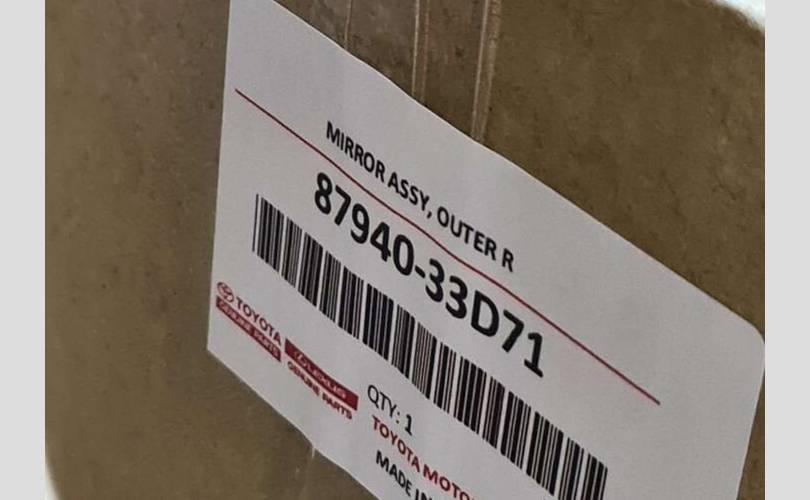 MIRROR ASSY, OUTER R
87940-33D71
TOYOTA
GENUINE PARTS
LEXUS
GENUINE PARTS
QTY: 1
TOYOTA MOTO
MADE IN